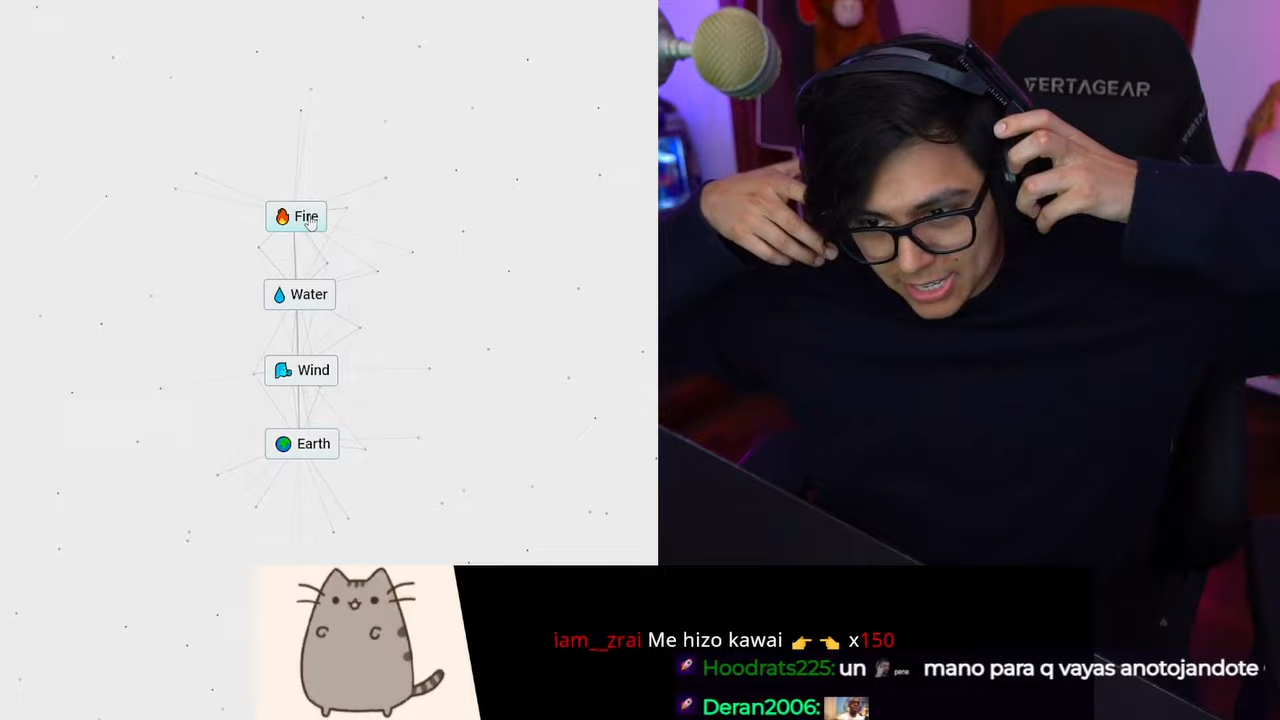 Fire
Water
Wind
Earth
VERTAGEAR
iam__zrai Me hizo kawai 👉 👈 x150
Hoodrats225: un mano para q vayas anotojandote
Deran2006: